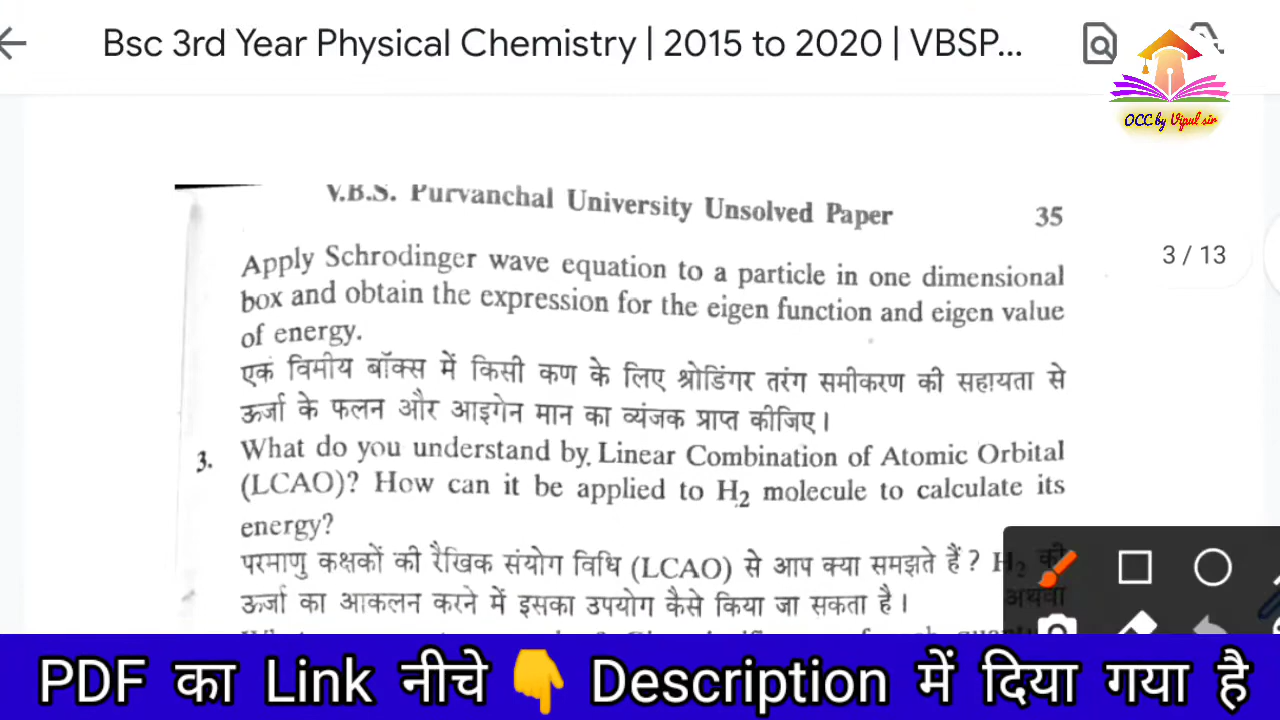 Bsc 3rd Year Physical Chemistry | 2015 to 2020 | VBSP...
OCC by Vipul sir
V.B.S. Purvanchal University Unsolved Paper 35
3 / 13
Apply Schrodinger wave equation to a particle in one dimensional
box and obtain the expression for the eigen function and eigen value
of energy.
एक विमीय बॉक्स में किसी कण के लिए श्रोडिंगर तरंग समीकरण की सहायता से
ऊर्जा के फलन और आइगेन मान का व्यंजक प्राप्त कीजिए।
3. What do you understand by Linear Combination of Atomic Orbital
(LCAO)? How can it be applied to H₂ molecule to calculate its
energy?
परमाणु कक्षकों की रैखिक संयोग विधि (LCAO) से आप क्या समझते हैं? H₂ की
ऊर्जा का आकलन करने में इसका उपयोग कैसे किया जा सकता है।
अथवा
PDF का Link नीचे Description में दिया गया है